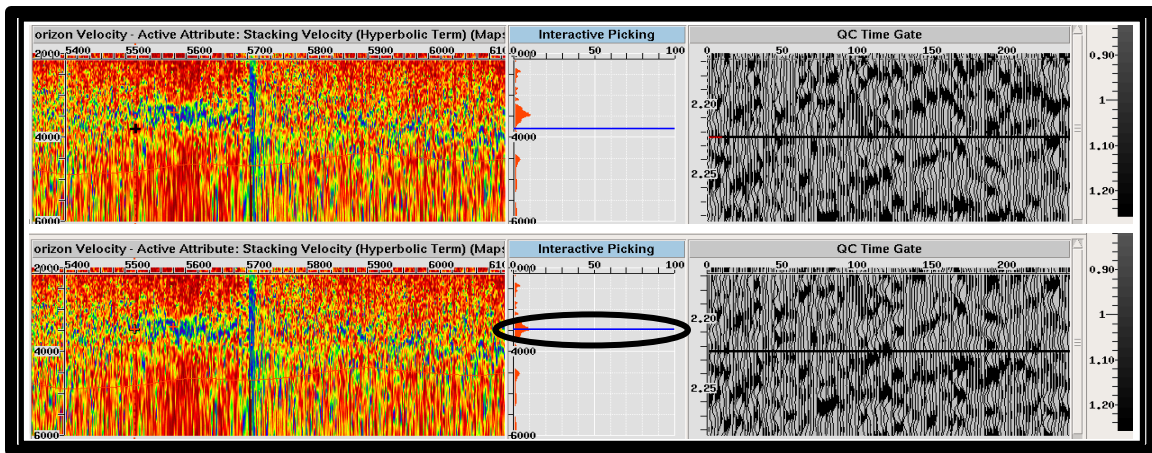 orizon Velocity - Active Attribute: Stacking Velocity (Hyperbolic Term) (Map
Interactive Picking
QC Time Gate
5400 5500 5600 5700 5800 5900 6000
0 50 100
0 50 100 150 200
2000
4000
6000
2000
4000
6000
2.20
2.25
0.90
1
1.10
1.20
orizon Velocity - Active Attribute: Stacking Velocity (Hyperbolic Term) (Map
Interactive Picking
QC Time Gate
5400 5500 5600 5700 5800 5900 6000
50 100
0 50 100 150 200
2000
4000
6000
4000
6000
2.20
2.25
0.90
1
1.10
1.20